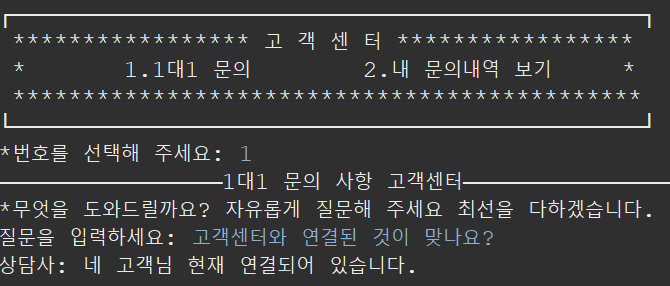 ***************** 고 객 센 터 *****************
* 1.1대1 문의 2.내 문의내역 보기 *
*********************************************
*번호를 선택해 주세요: 1
1대1 문의 사항 고객센터
*무엇을 도와드릴까요? 자유롭게 질문해 주세요 최선을 다하겠습니다.
질문을 입력하세요: 고객센터와 연결된 것이 맞나요?
상담사: 네 고객님 현재 연결되어 있습니다.